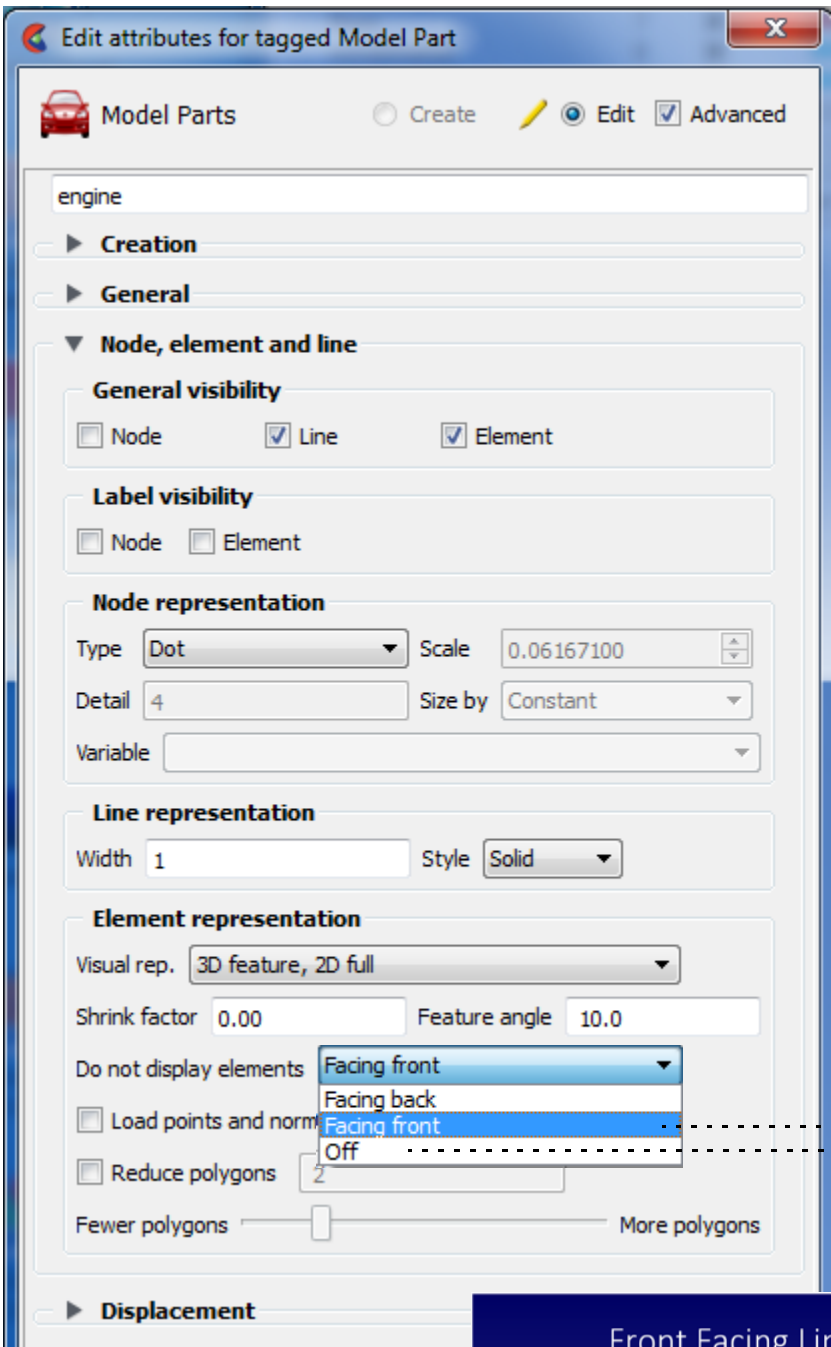 Edit attributes for tagged Model Part
Model Parts Create Edit Advanced
engine
Creation
General
Node, element and line
General visibility
Node Line Element
Label visibility
Node Element
Node representation
Type Dot Scale 0.06167100
Detail 4 Size by Constant
Variable
Line representation
Width 1 Style Solid
Element representation
Visual rep. 3D feature, 2D full
Shrink factor 0.00 Feature angle 10.0
Do not display elements Facing front
Facing back
Load points and norm Facing front
Off
Reduce polygons 2
Fewer polygons More polygons
Displacement
Front Facing